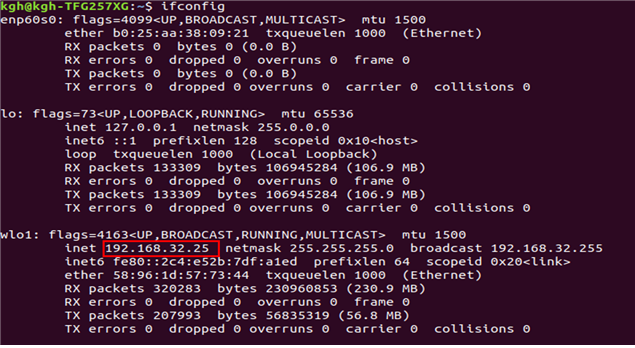 kgh@kgh-TFG257XG:~$ ifconfig
enp60s0: flags=4099<UP,BROADCAST,MULTICAST>  mtu 1500
ether b0:25:aa:38:09:21  txqueuelen 1000  (Ethernet)
RX packets 0  bytes 0 (0.0 B)
RX errors 0  dropped 0  overruns 0  frame 0
TX packets 0  bytes 0 (0.0 B)
TX errors 0  dropped 0 overruns 0  carrier 0  collisions 0
lo: flags=73<UP,LOOPBACK,RUNNING>  mtu 65536
inet 127.0.0.1  netmask 255.0.0.0
inet6 ::1  prefixlen 128  scopeid 0x10<host>
loop  txqueuelen 1000  (Local Loopback)
RX packets 133309  bytes 106945284 (106.9 MB)
RX errors 0  dropped 0  overruns 0  frame 0
TX packets 133309  bytes 106945284 (106.9 MB)
TX errors 0  dropped 0 overruns 0  carrier 0  collisions 0
wlo1: flags=4163<UP,BROADCAST,RUNNING,MULTICAST>  mtu 1500
inet 192.168.32.25  netmask 255.255.255.0  broadcast 192.168.32.255
inet6 fe80::2c4:e52b:7df:a1ed  prefixlen 64  scopeid 0x20<link>
ether 58:96:1d:57:73:44  txqueuelen 1000  (Ethernet)
RX packets 320283  bytes 230960853 (230.9 MB)
RX errors 0  dropped 0  overruns 0  frame 0
TX packets 207993  bytes 56835319 (56.8 MB)
TX errors 0  dropped 0 overruns 0  carrier 0  collisions 0